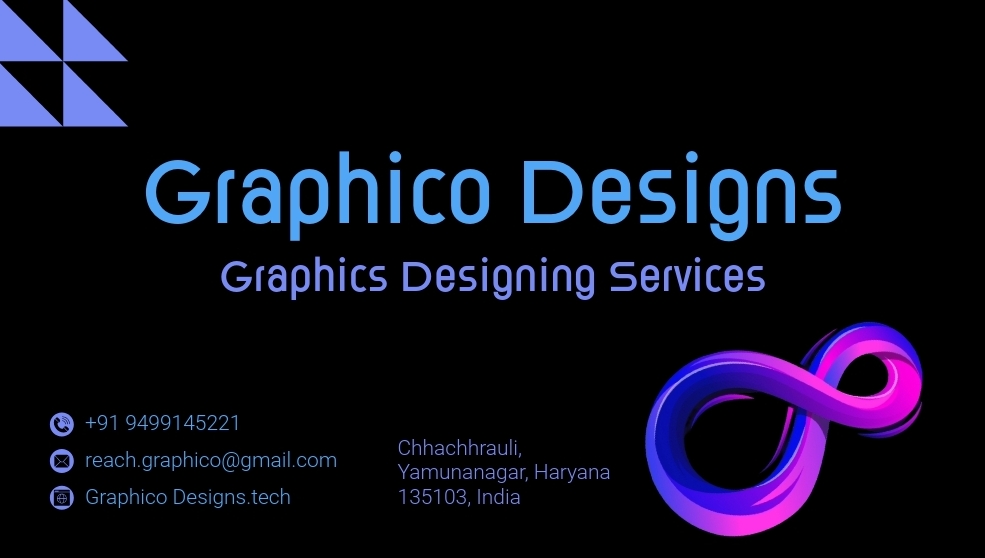 Graphico Designs
Graphics Designing Services
+91 9499145221
reach.graphico@gmail.com
Graphico Designs.tech
Chhachhrauli,
Yamunanagar, Haryana
135103, India